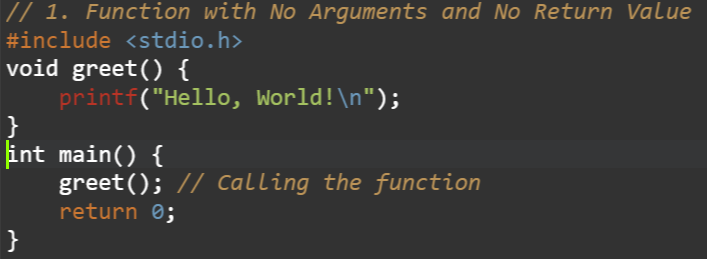 // 1. Function with No Arguments and No Return Value
#include <stdio.h>
void greet() {
    printf("Hello, World!\n");
}
int main() {
    greet(); // Calling the function
    return 0;
}